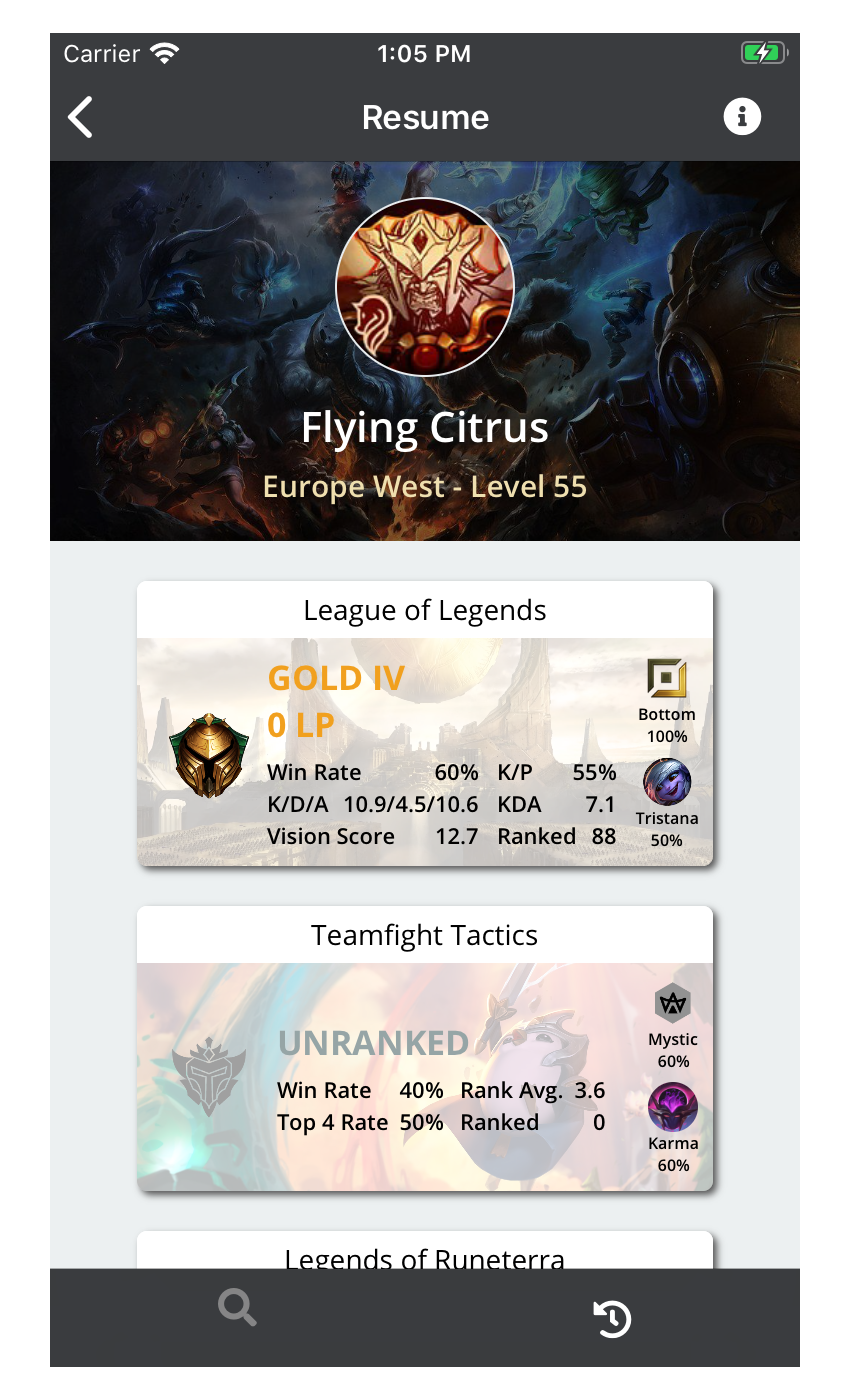 Carrier 1:05 PM
Resume
Flying Citrus
Europe West - Level 55
League of Legends
GOLD IV
0 LP
Win Rate 60% K/P 55%
K/D/A 10.9/4.5/10.6 KDA 7.1
Vision Score 12.7 Ranked 88
Bottom
100%
Tristana
50%
Teamfight Tactics
UNRANKED
Win Rate 40% Rank Avg. 3.6
Top 4 Rate 50% Ranked 0
Mystic
60%
Karma
60%
Legends of Runeterra